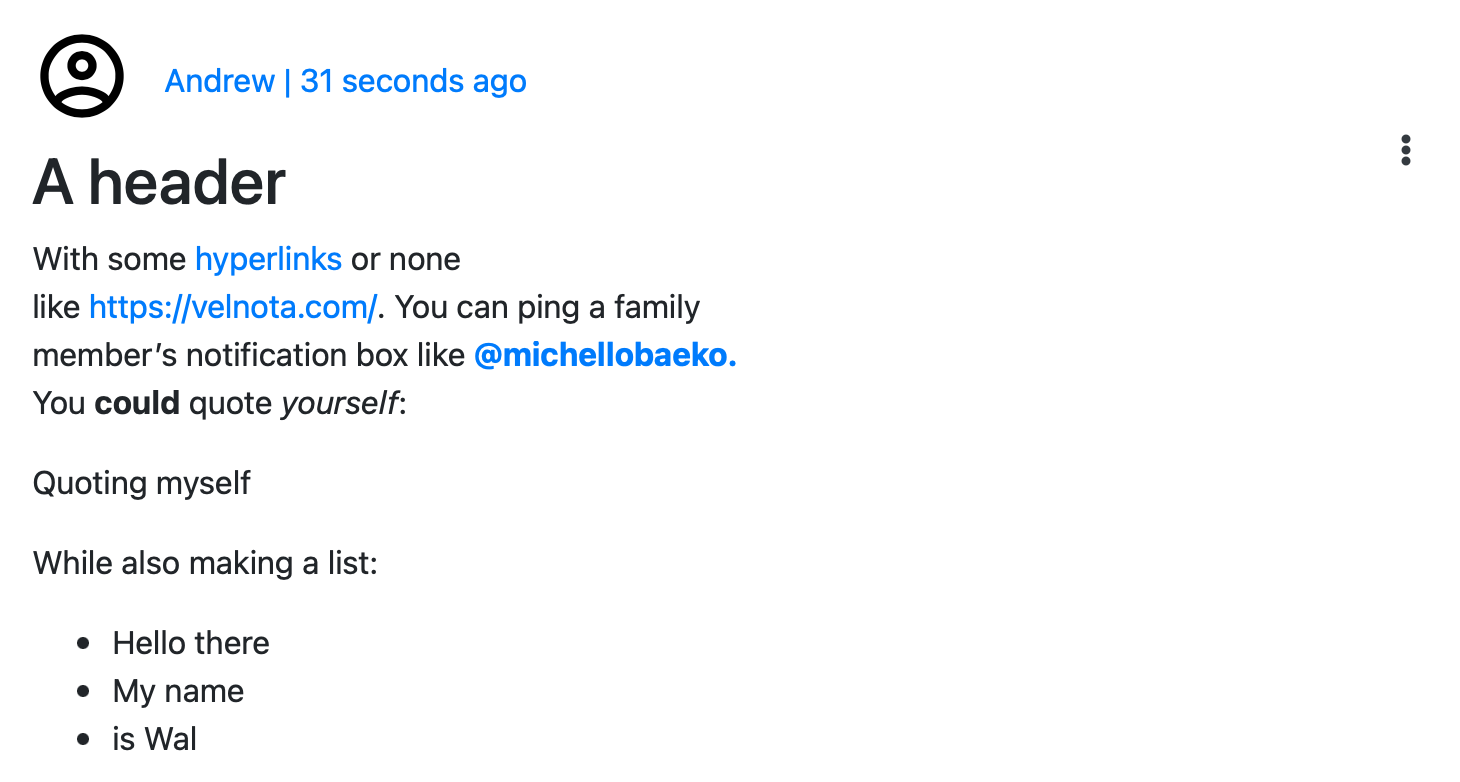 Andrew | 31 seconds ago
A header
With some hyperlinks or none
like https://velnota.com/. You can ping a family
member’s notification box like @michellobaeko.
You could quote yourself:
Quoting myself
While also making a list:
• Hello there
• My name
• is Wal